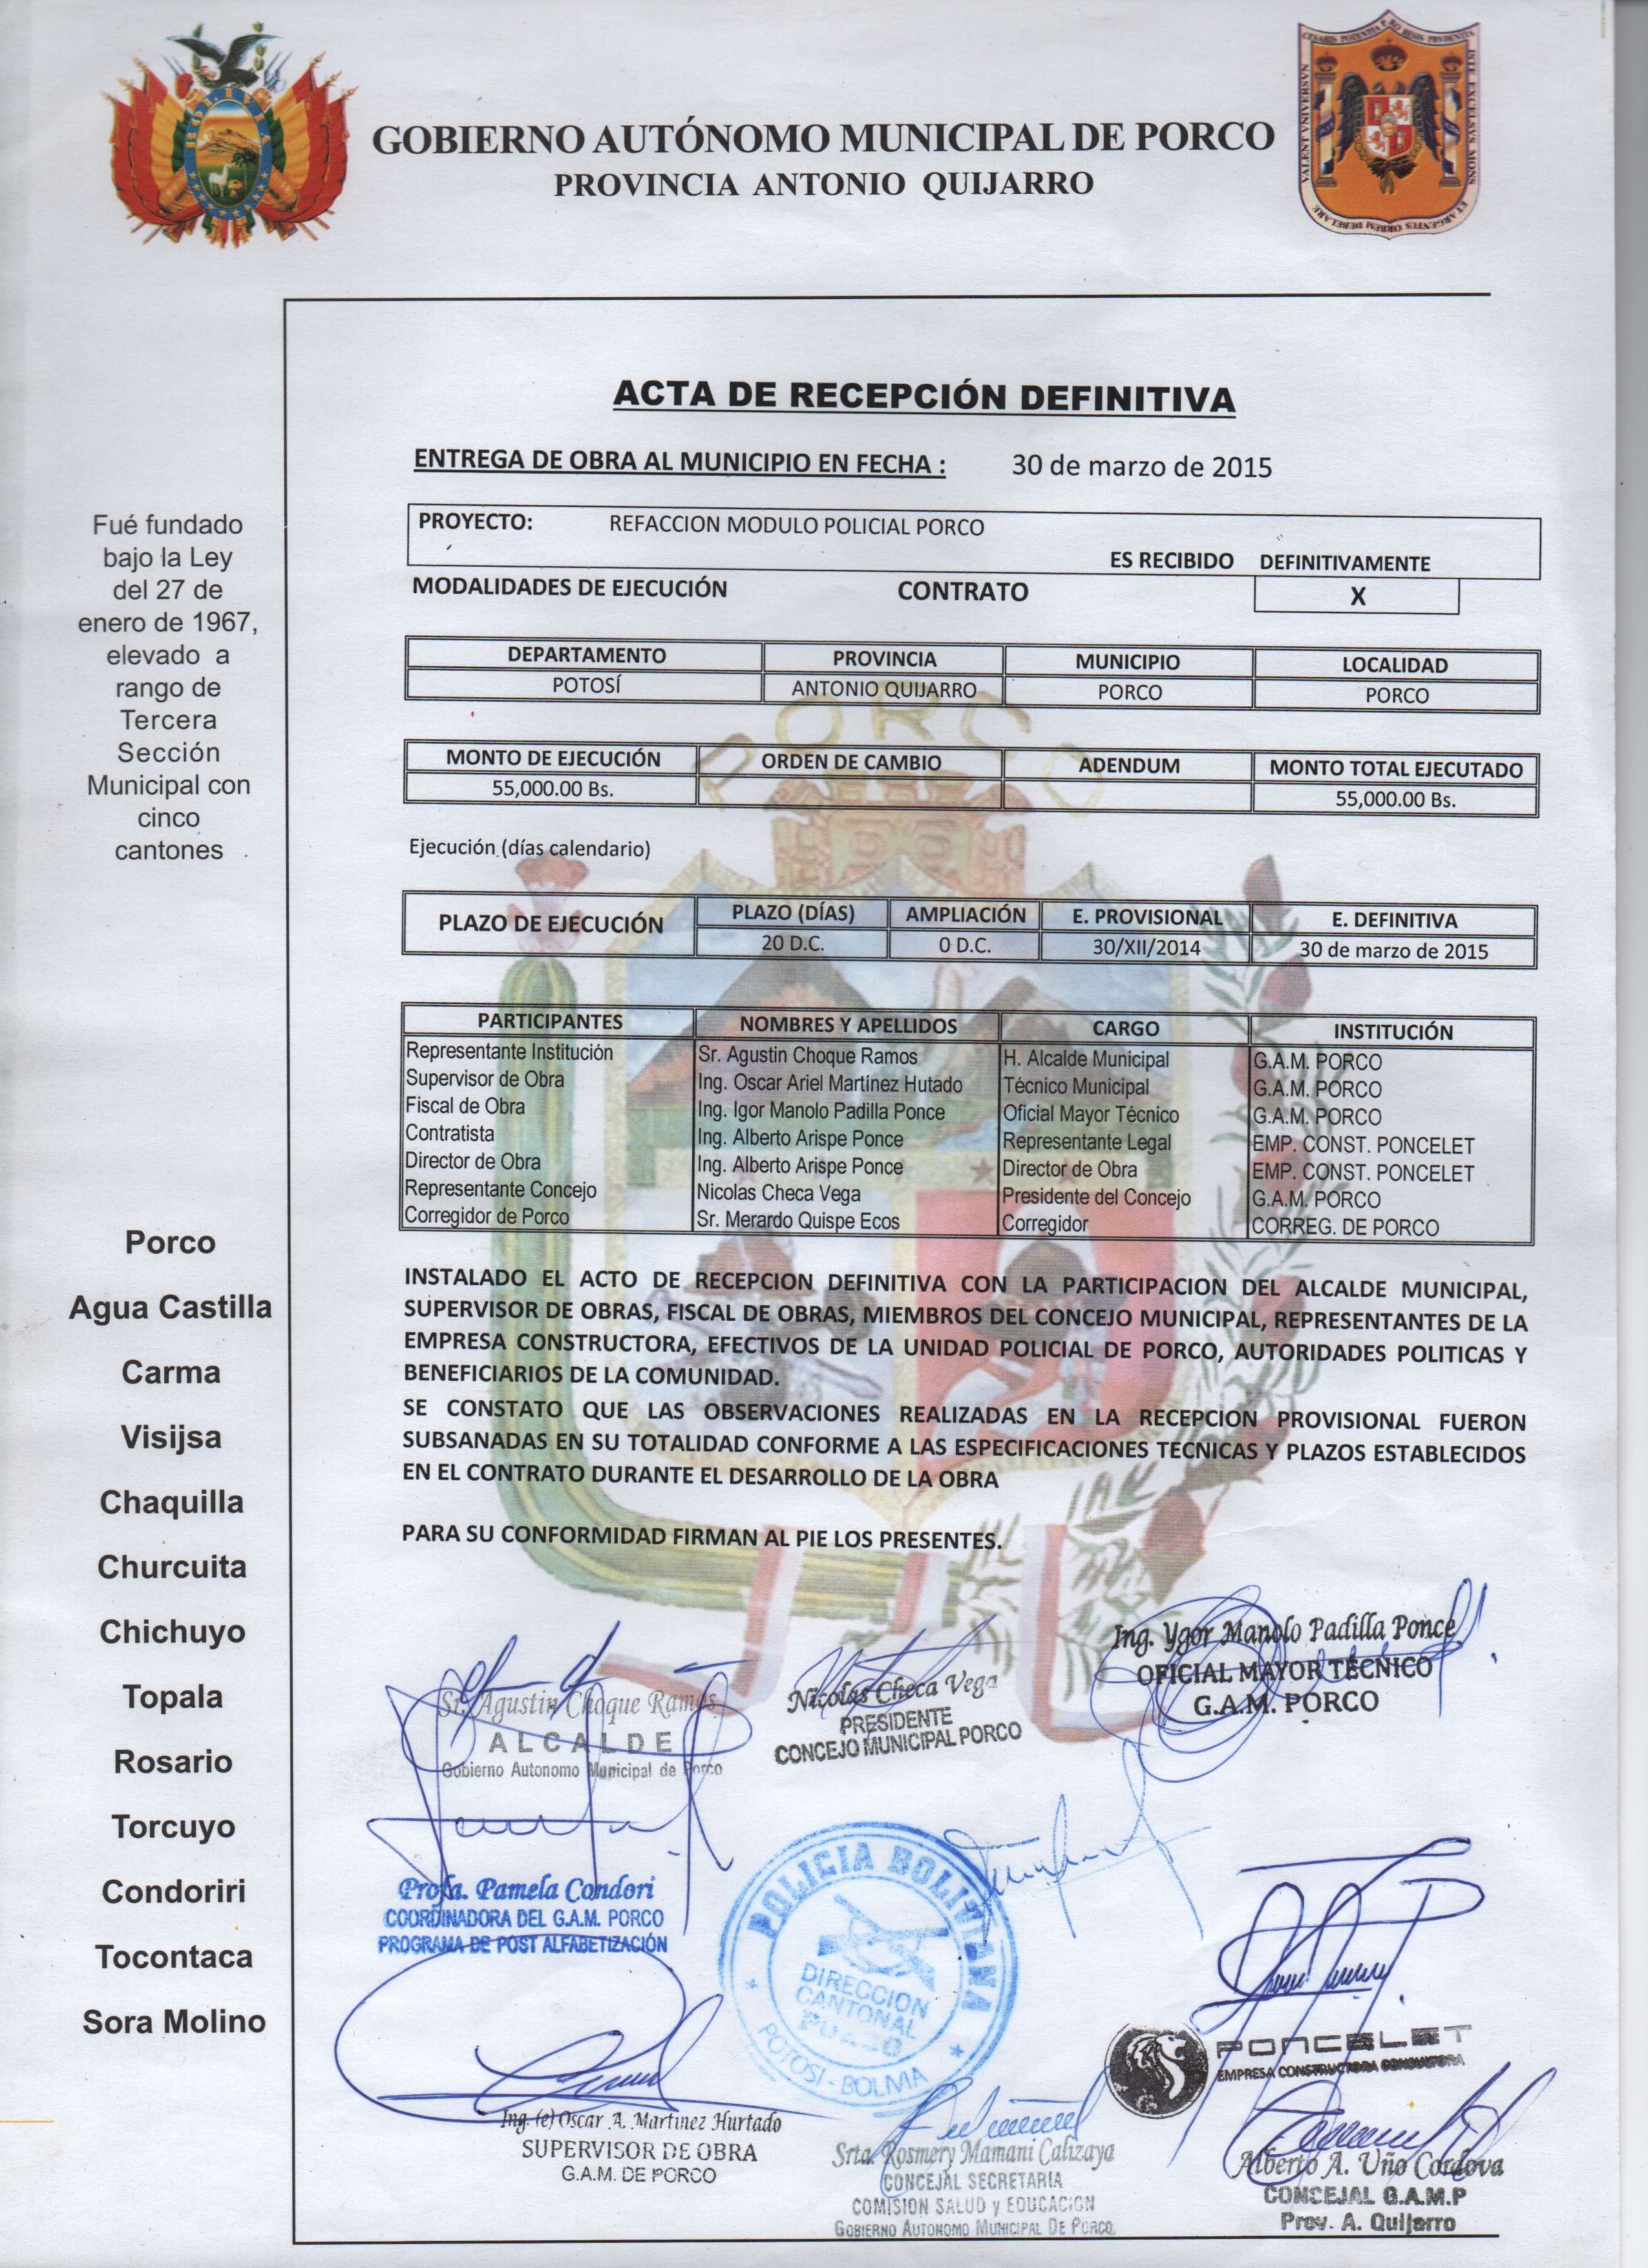 BOLIVIA
CESARIS POTENTIA
PRO REGIS PRUDENTIA
ISTE EXCELSVS MONS
ET ARGENTEVS ORBEM DEBELARE
VALENT VNIVERSVN
GOBIERNO AUTÓNOMO MUNICIPAL DE PORCO
PROVINCIA ANTONIO QUIJARRO
Fué fundado
bajo la Ley
del 27 de
enero de 1967,
elevado a
rango de
Tercera
Sección
Municipal con
cinco
cantones
Porco
Agua Castilla
Carma
Visijsa
Chaquilla
Churcuita
Chichuyo
Topala
Rosario
Torcuyo
Condoriri
Tocontaca
Sora Molino
ACTA DE RECEPCIÓN DEFINITIVA
ENTREGA DE OBRA AL MUNICIPIO EN FECHA : 30 de marzo de 2015
PROYECTO: REFACCION MODULO POLICIAL PORCO
ES RECIBIDO DEFINITIVAMENTE
MODALIDADES DE EJECUCIÓN CONTRATO X
DEPARTAMENTO PROVINCIA MUNICIPIO LOCALIDAD
POTOSÍ ANTONIO QUIJARRO PORCO PORCO
PORCO
MONTO DE EJECUCIÓN ORDEN DE CAMBIO ADENDUM MONTO TOTAL EJECUTADO
55,000.00 Bs. 55,000.00 Bs.
Ejecución (días calendario)
PLAZO DE EJECUCIÓN PLAZO (DÍAS) AMPLIACIÓN E. PROVISIONAL E. DEFINITIVA
20 D.C. 0 D.C. 30/XII/2014 30 de marzo de 2015
PARTICIPANTES NOMBRES Y APELLIDOS CARGO INSTITUCIÓN
Representante Institución Sr. Agustin Choque Ramos H. Alcalde Municipal G.A.M. PORCO
Supervisor de Obra Ing. Oscar Ariel Martínez Hutado Técnico Municipal G.A.M. PORCO
Fiscal de Obra Ing. Igor Manolo Padilla Ponce Oficial Mayor Técnico G.A.M. PORCO
Contratista Ing. Alberto Arispe Ponce Representante Legal EMP. CONST. PONCELET
Director de Obra Ing. Alberto Arispe Ponce Director de Obra EMP. CONST. PONCELET
Representante Concejo Nicolas Checa Vega Presidente del Concejo G.A.M. PORCO
Corregidor de Porco Sr. Merardo Quispe Ecos Corregidor CORREG. DE PORCO
INSTALADO EL ACTO DE RECEPCION DEFINITIVA CON LA PARTICIPACION DEL ALCALDE MUNICIPAL,
SUPERVISOR DE OBRAS, FISCAL DE OBRAS, MIEMBROS DEL CONCEJO MUNICIPAL, REPRESENTANTES DE LA
EMPRESA CONSTRUCTORA, EFECTIVOS DE LA UNIDAD POLICIAL DE PORCO, AUTORIDADES POLITICAS Y
BENEFICIARIOS DE LA COMUNIDAD.
SE CONSTATO QUE LAS OBSERVACIONES REALIZADAS EN LA RECEPCION PROVISIONAL FUERON
SUBSANADAS EN SU TOTALIDAD CONFORME A LAS ESPECIFICACIONES TECNICAS Y PLAZOS ESTABLECIDOS
EN EL CONTRATO DURANTE EL DESARROLLO DE LA OBRA
PARA SU CONFORMIDAD FIRMAN AL PIE LOS PRESENTES.
Sr. Agustin Choque Ramos
ALCALDE
Gobierno Autonomo Municipal de Porco
Nicolas Checa Vega
PRESIDENTE
CONCEJO MUNICIPAL PORCO
Ing. Ygor Manolo Padilla Ponce
OFICIAL MAYOR TÉCNICO
G.A.M. PORCO
Profa. Pamela Condori
COORDINADORA DEL G.A.M. PORCO
PROGRAMA DE POST ALFABETIZACIÓN
POLICIA BOLIVIANA
DIRECCION
CANTONAL
PORCO
POTOSI - BOLIVIA
PONCELET
EMPRESA CONSTRUCTORA CONSULTORA
Ing. (e) Oscar A. Martinez Hurtado
SUPERVISOR DE OBRA
G.A.M. DE PORCO
Srta. Rosmery Mamani Calizaya
CONCEJAL SECRETARIA
COMISION SALUD y EDUCACION
GOBIERNO AUTONOMO MUNICIPAL DE PORCO
Alberto A. Uño Cordova
CONCEJAL G.A.M.P
Prov. A. Quijarro